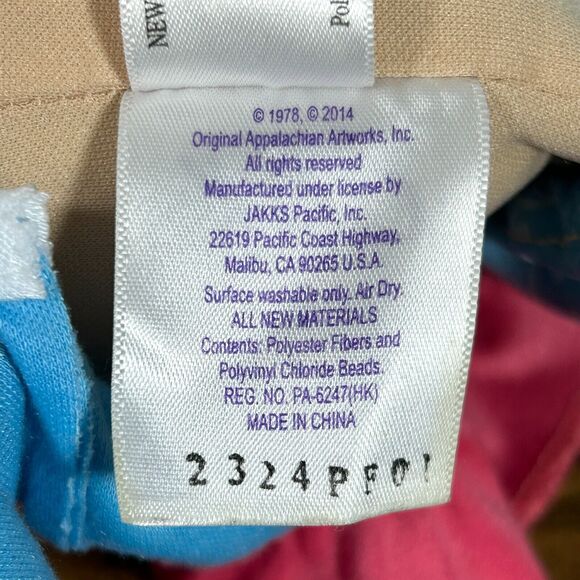 NEW
© 1978, © 2014
Original Appalachian Artworks, Inc.
All rights reserved
Manufactured under license by
JAKKS Pacific, Inc.
22619 Pacific Coast Highway,
Malibu, CA 90265 U.S.A
Surface washable only. Air Dry.
ALL NEW MATERIALS
Contents: Polyester Fibers and
Polyvinyl Chloride Beads.
REG. NO. PA-6247(HK)
MADE IN CHINA
2324PF01